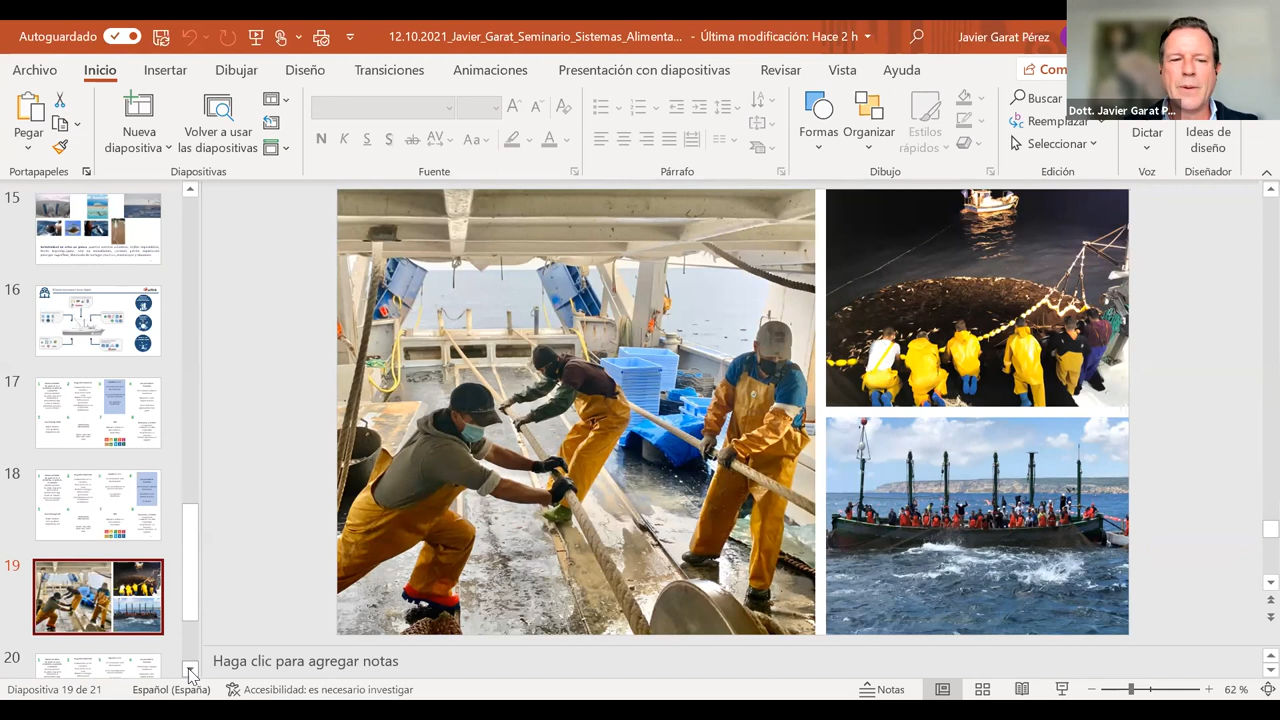 Autoguardado
12.10.2021_Javier_Garat_Seminario_Sistemas_Alimenta... - Última modificación: Hace 2 h
Javier Garat Pérez
Archivo Inicio Insertar Dibujar Diseño Transiciones Animaciones Presentación con diapositivas Revisar Vista Ayuda Com
Dott. Javier Garat P...
Pegar
Nueva diapositiva
Volver a usar las diapositivas
N K S S ab AV Aa A
Formas
Organizar
Estilos rápidos
Buscar
Reemplazar
Seleccionar
Dictar
Ideas de diseño
Portapapeles Diapositivas Fuente Párrafo Dibujo Edición Voz Diseñador
15
16
17
18
19
20
Haga clic para agregar notas
Diapositiva 19 de 21 Español (España) Accesibilidad: es necesario investigar Notas 62 %